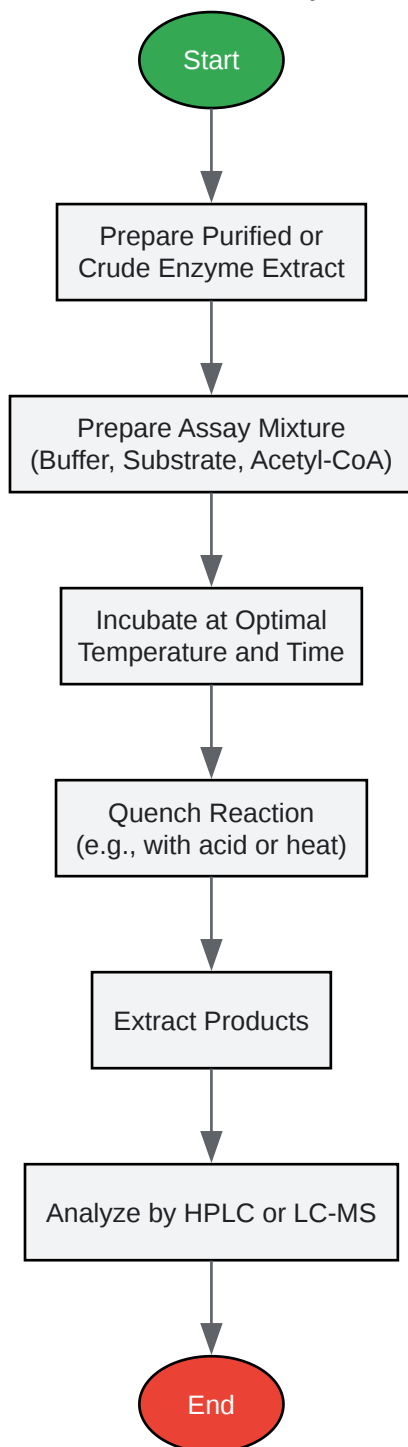 Start
Prepare Purified or
Crude Enzyme Extract
Prepare Assay Mixture
(Buffer, Substrate, Acetyl-CoA)
Incubate at Optimal
Temperature and Time
Quench Reaction
(e.g., with acid or heat)
Extract Products
Analyze by HPLC or LC-MS
End